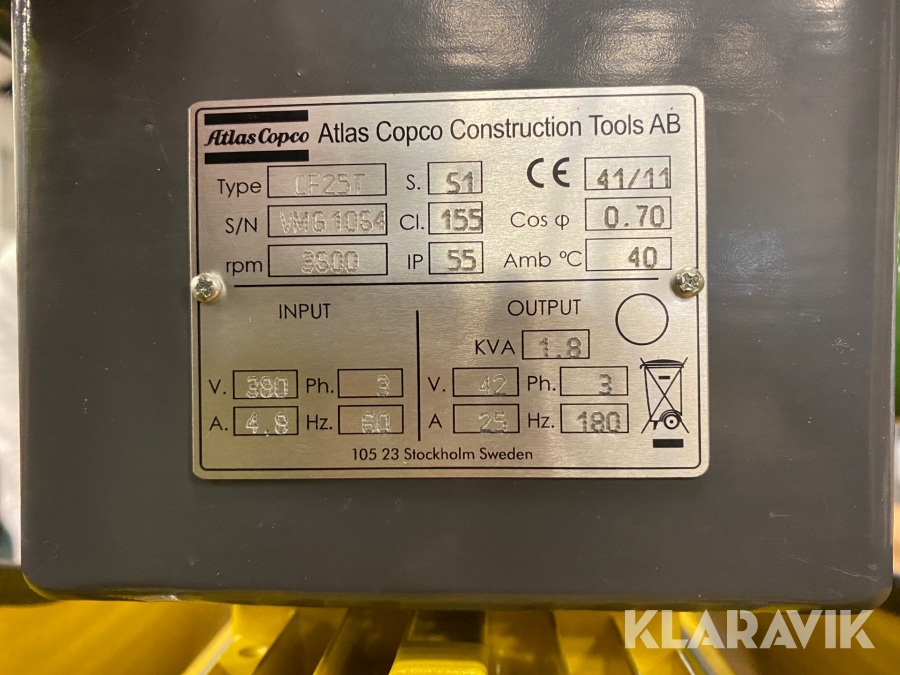 Atlas Copco Atlas Copco Construction Tools AB
Type CF25T S. S1 CE 41/11
S/N VMG1064 Cl. 155 Cos φ 0.70
rpm 3600 IP 55 Amb ºC 40
INPUT OUTPUT
KVA 1.8
V. 380 Ph. 3 V. 42 Ph. 3
A. 4.8 Hz. 60 A 25 Hz. 180
105 23 Stockholm Sweden
KLARAVIK